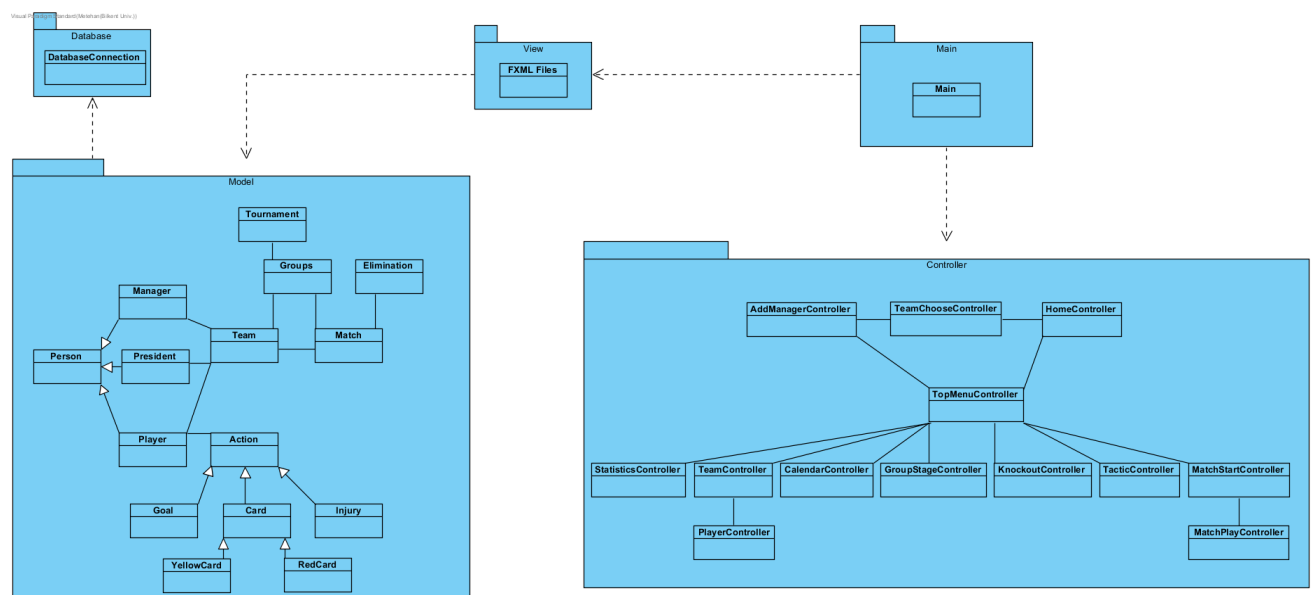 Visual Paradigm Standard(Melehan(Bilkent Univ.))
Database
DatabaseConnection
View
FXML Files
Main
Main
Model
Tournament
Groups
Elimination
Manager
Team
Match
Person
President
Player
Action
Goal
Card
Injury
YellowCard
RedCard
Controller
AddManagerController
TeamChooseController
HomeController
TopMenuController
StatisticsController
TeamController
CalendarController
GroupStageController
KnockoutController
TacticController
MatchStartController
PlayerController
MatchPlayController